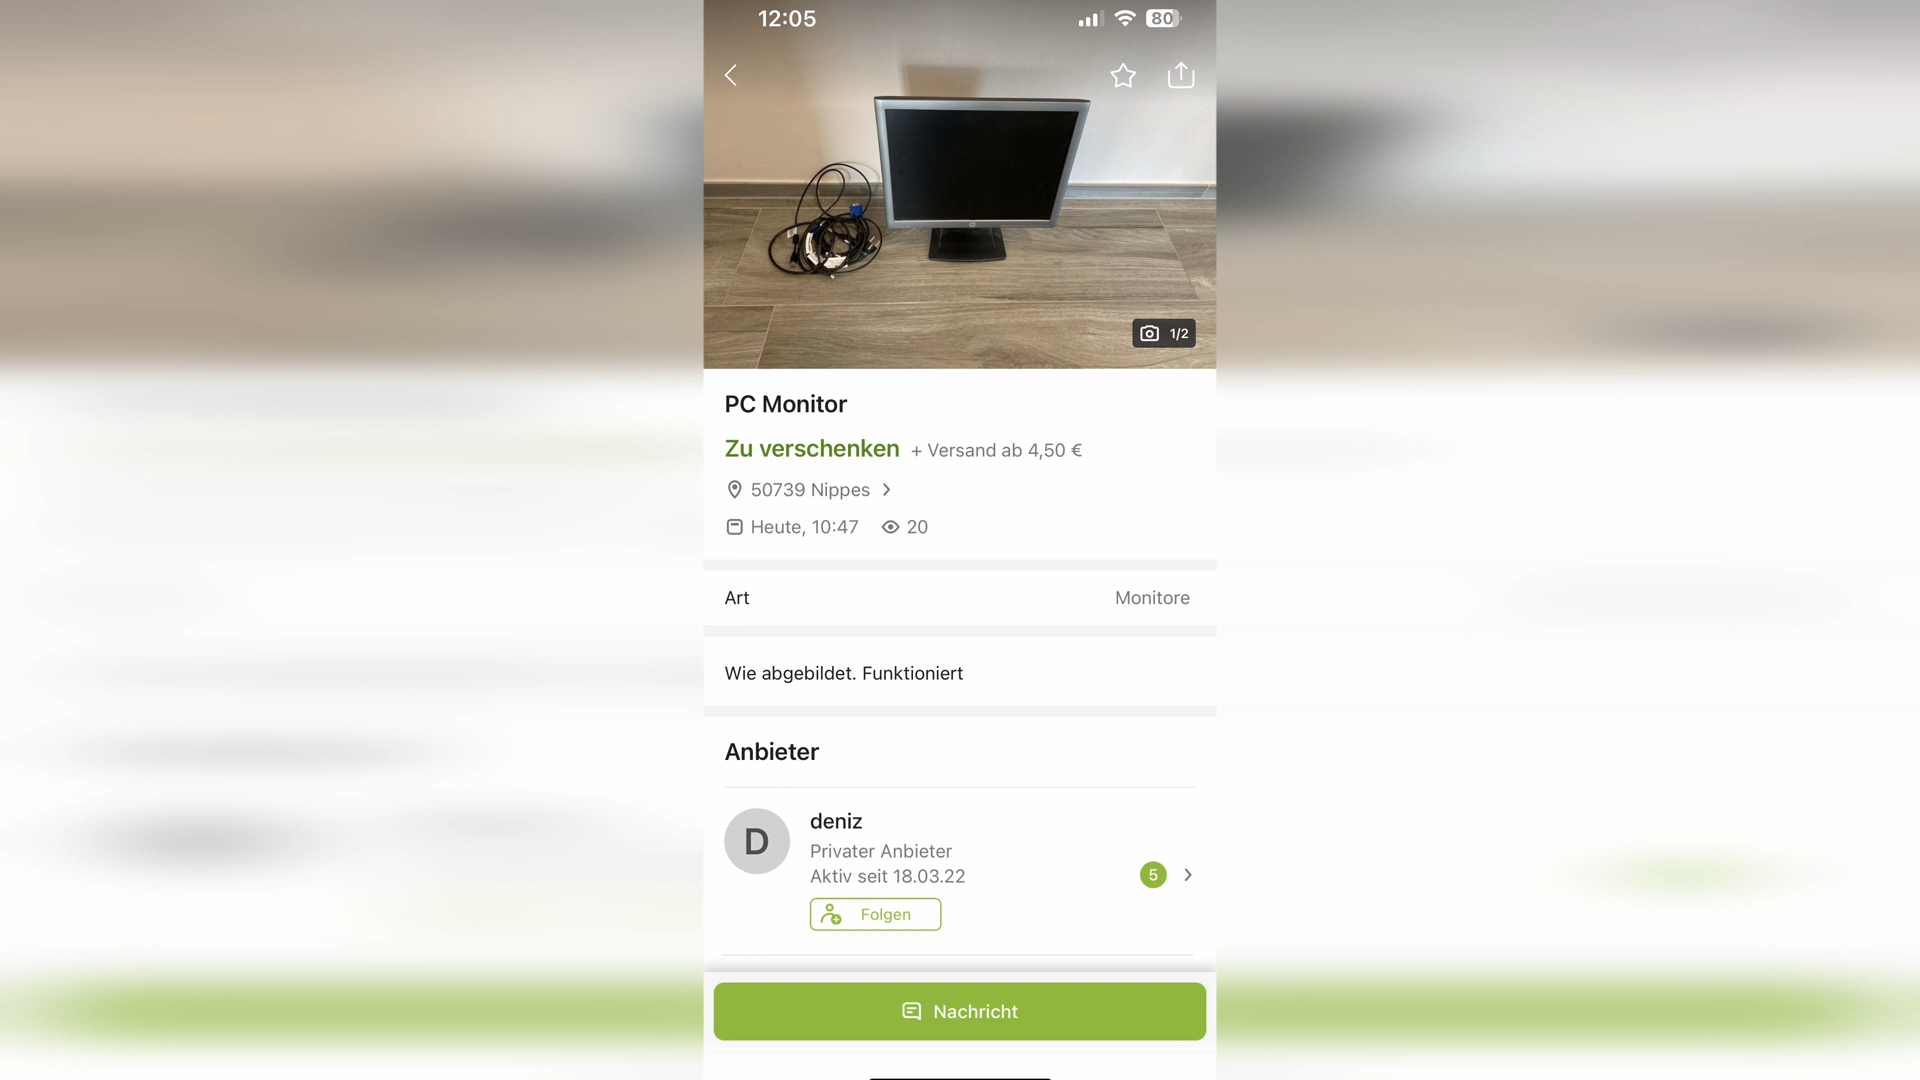 12:05
80
1/2
PC Monitor
Zu verschenken + Versand ab 4,50 €
50739 Nippes
Heute, 10:47 20
Art Monitore
Wie abgebildet. Funktioniert
Anbieter
D
deniz
Privater Anbieter
Aktiv seit 18.03.22
5
Folgen
Nachricht